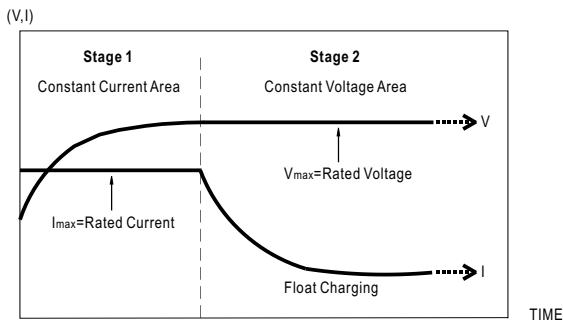 (V,I)
Stage 1
Stage 2
Constant Current Area
Constant Voltage Area
V
Vmax=Rated Voltage
Imax=Rated Current
I
Float Charging
TIME